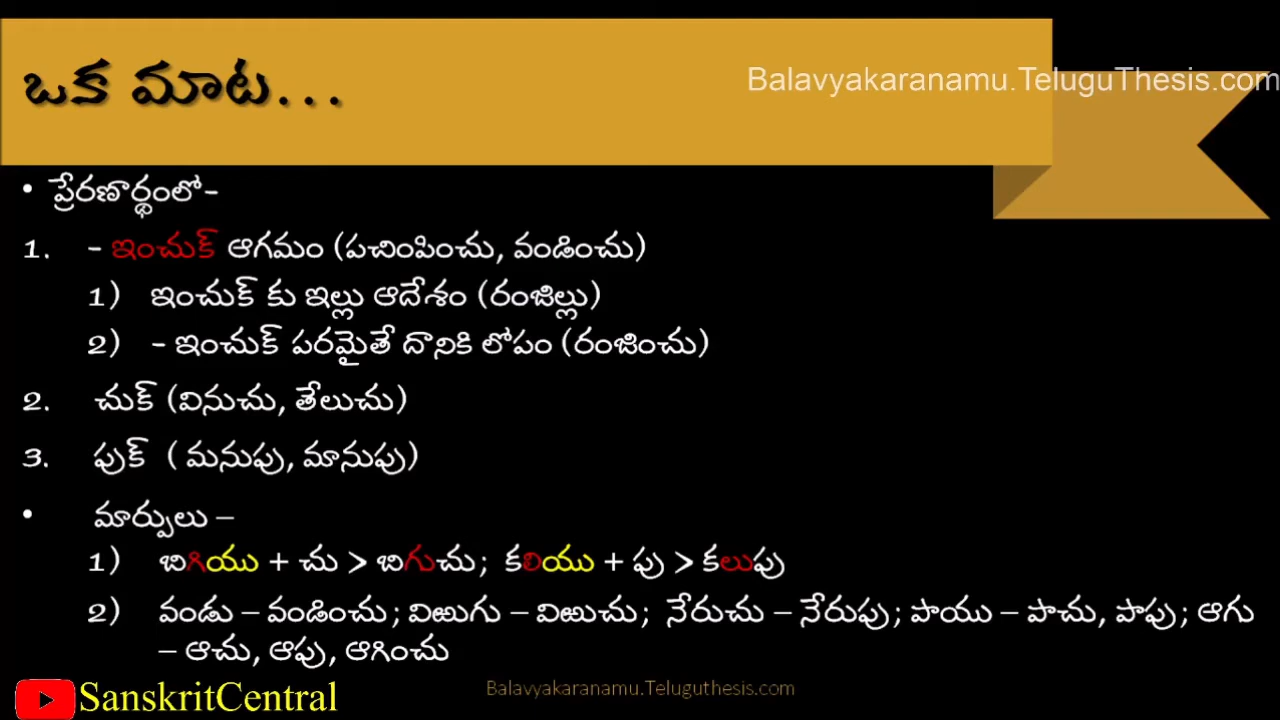 ఒక మాట...
Balavyakaranamu.TeluguThesis.com
• ప్రేరణార్థంలో-
1. - ఇంచుక్ ఆగమం (పచింపించు, వండించు)
1) ఇంచుక్ కు ఇల్లు ఆదేశం (రంజిల్లు)
2) - ఇంచుక్ పరమైతే దానికి లోపం (రంజించు)
2. చుక్ (వినుచు, తేలుచు)
3. పుక్ ( మనుపు, మానుపు)
• మార్పులు –
1) బిగియు + చు > బిగుచు; కలియు + పు > కలుపు
2) వండు – వండించు; విఱుగు – విఱుచు; నేరుచు – నేరుపు; పాయు – పాచు, పాపు; ఆగు
– ఆచు, ఆపు, ఆగించు
SanskritCentral
Balavyakaranamu.Teluguthesis.com